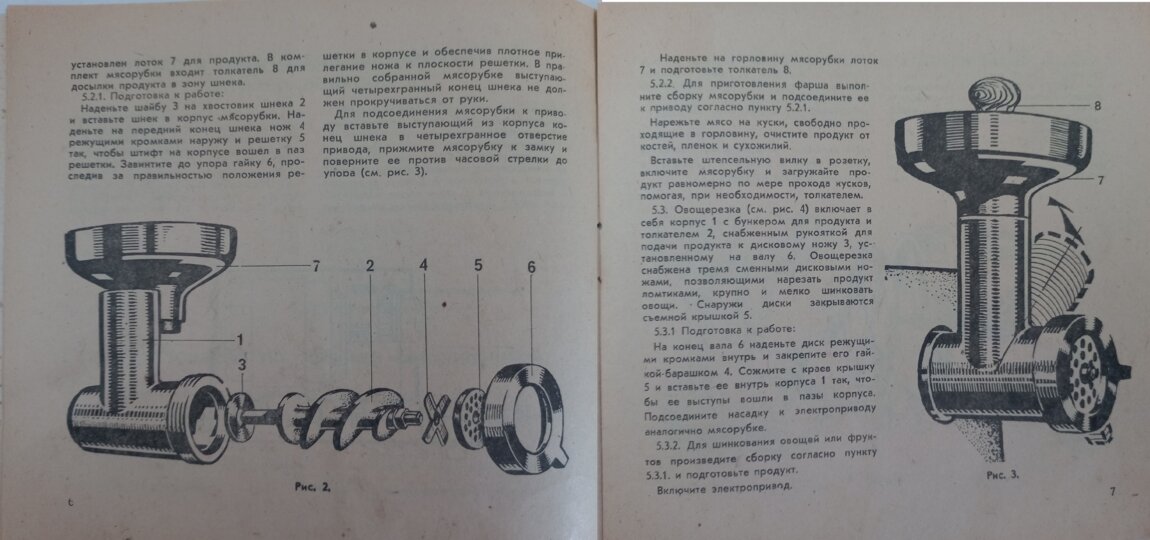 установлен лоток 7 для продукта. В ком-
плект мясорубки входит толкатель 8 для
досылки продукта в зону шнека.
5.2.1. Подготовка к работе:
Наденьте шайбу 3 на хвостовик шнека 2
и вставьте шнек в корпус мясорубки. На-
деньте на передний конец шнека нож 4
режущими кромками наружу и решетку 5
так, чтобы штифт на корпусе вошел в паз
решетки. Завинтите до упора гайку 6, про-
следив за правильностью положения ре-
шетки в корпусе и обеспечив плотное при-
легание ножа к плоскости решетки. В пра-
вильно собранной мясорубке выступаю-
щий четырехгранный конец шнека не дол-
жен прокручиваться от руки.
Для подсоединения мясорубки к приво-
ду вставьте выступающий из корпуса ко-
нец шнека в четырехгранное отверстие
привода, прижмите мясорубку к замку и
поверните ее против часовой стрелки до
упора (см. рис. 3).
7
2
4
5
6
1
3
Рис. 2.
6
Наденьте на горловину мясорубки лоток
7 и подготовьте толкатель 8.
5.2.2. Для приготовления фарша выпол-
ните сборку мясорубки и подсоедините ее
к приводу согласно пункту 5.2.1.
Нарежьте мясо на куски, свободно про-
ходящие в горловину, очистите продукт от
костей, пленок и сухожилий.
Вставьте штепсельную вилку в розетку,
включите мясорубку и загружайте про-
дукт равномерно по мере прохода кусков,
помогая, при необходимости, толкателем.
5.3. Овощерезка (см. рис. 4) включает в
себя корпус 1 с бункером для продукта и
толкателем 2, снабженным рукояткой для
подачи продукта к дисковому ножу 3, ус-
тановленному на валу 6. Овощерезка
снабжена тремя сменными дисковыми но-
жами, позволяющими нарезать продукт
ломтиками, крупно и мелко шинковать
овощи. Снаружи диски закрываются
съемной крышкой 5.
5.3.1 Подготовка к работе:
На конец вала 6 наденьте диск режущи-
ми кромками внутрь и закрепите его гай-
кой-барашком 4. Сожмите с краев крышку
5 и вставьте ее внутрь корпуса 1 так, что-
бы ее выступы вошли в пазы корпуса.
Подсоедините насадку к электроприводу
аналогично мясорубке.
5.3.2. Для шинкования овощей или фрук-
тов произведите сборку согласно пункту
5.3.1. и подготовьте продукт.
Включите электропривод.
8
7
Рис. 3.
7